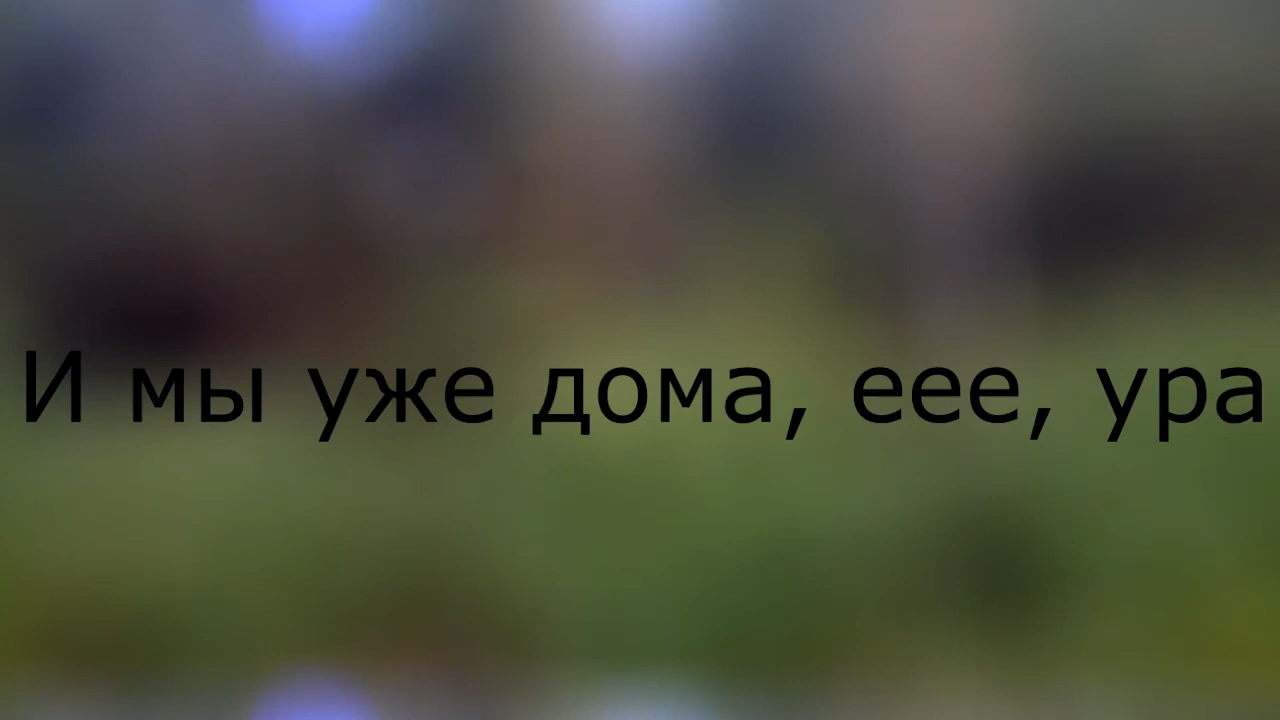 И мы уже дома, еее, ура